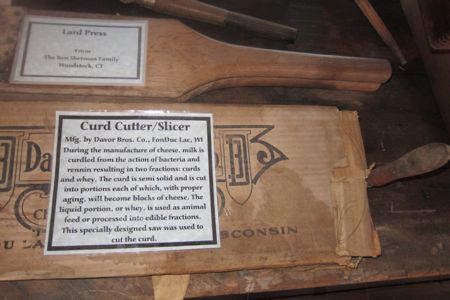 Lard Press
From
The Ken Sherman Family
Woodstock, CT
Curd Cutter/Slicer
Mfg. by Davor Bros. Co., FonDuc Lac, WI
During the manufacture of cheese, milk is
curdled from the action of bacteria and
rennin resulting in two fractions: curds
and whey. The curd is semi solid and is cut
into portions each of which, with proper
aging, will become blocks of cheese. The
liquid portion, or whey, is used as animal
feed or processed into edible fractions.
This specially designed saw was used to
cut the curd.
DU LA
WISCONSIN